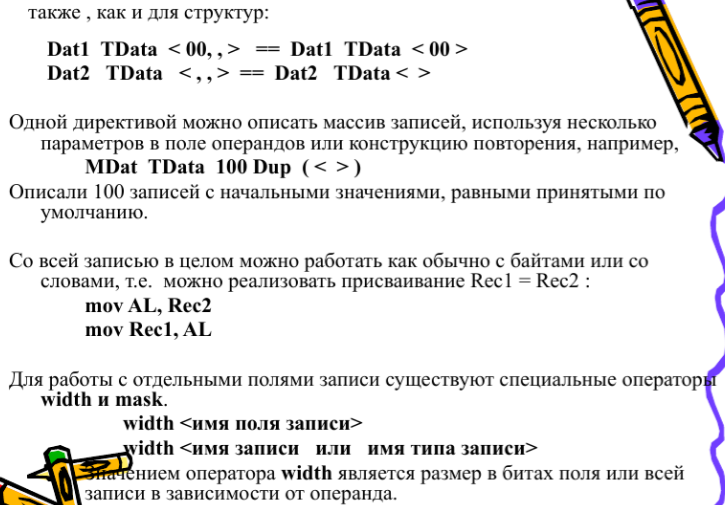 также , как и для структур:
Dat1 TData < 00, , > == Dat1 TData < 00 >
Dat2 TData < , , > == Dat2 TData < >
Одной директивой можно описать массив записей, используя несколько
параметров в поле операндов или конструкцию повторения, например,
MDat TData 100 Dup ( < > )
Описали 100 записей с начальными значениями, равными принятыми по
умолчанию.
Со всей записью в целом можно работать как обычно с байтами или со
словами, т.е. можно реализовать присваивание Rec1 = Rec2 :
mov AL, Rec2
mov Rec1, AL
Для работы с отдельными полями записи существуют специальные операторы
width и mask.
width <имя поля записи>
width <имя записи или имя типа записи>
Значением оператора width является размер в битах поля или всей
записи в зависимости от операнда.